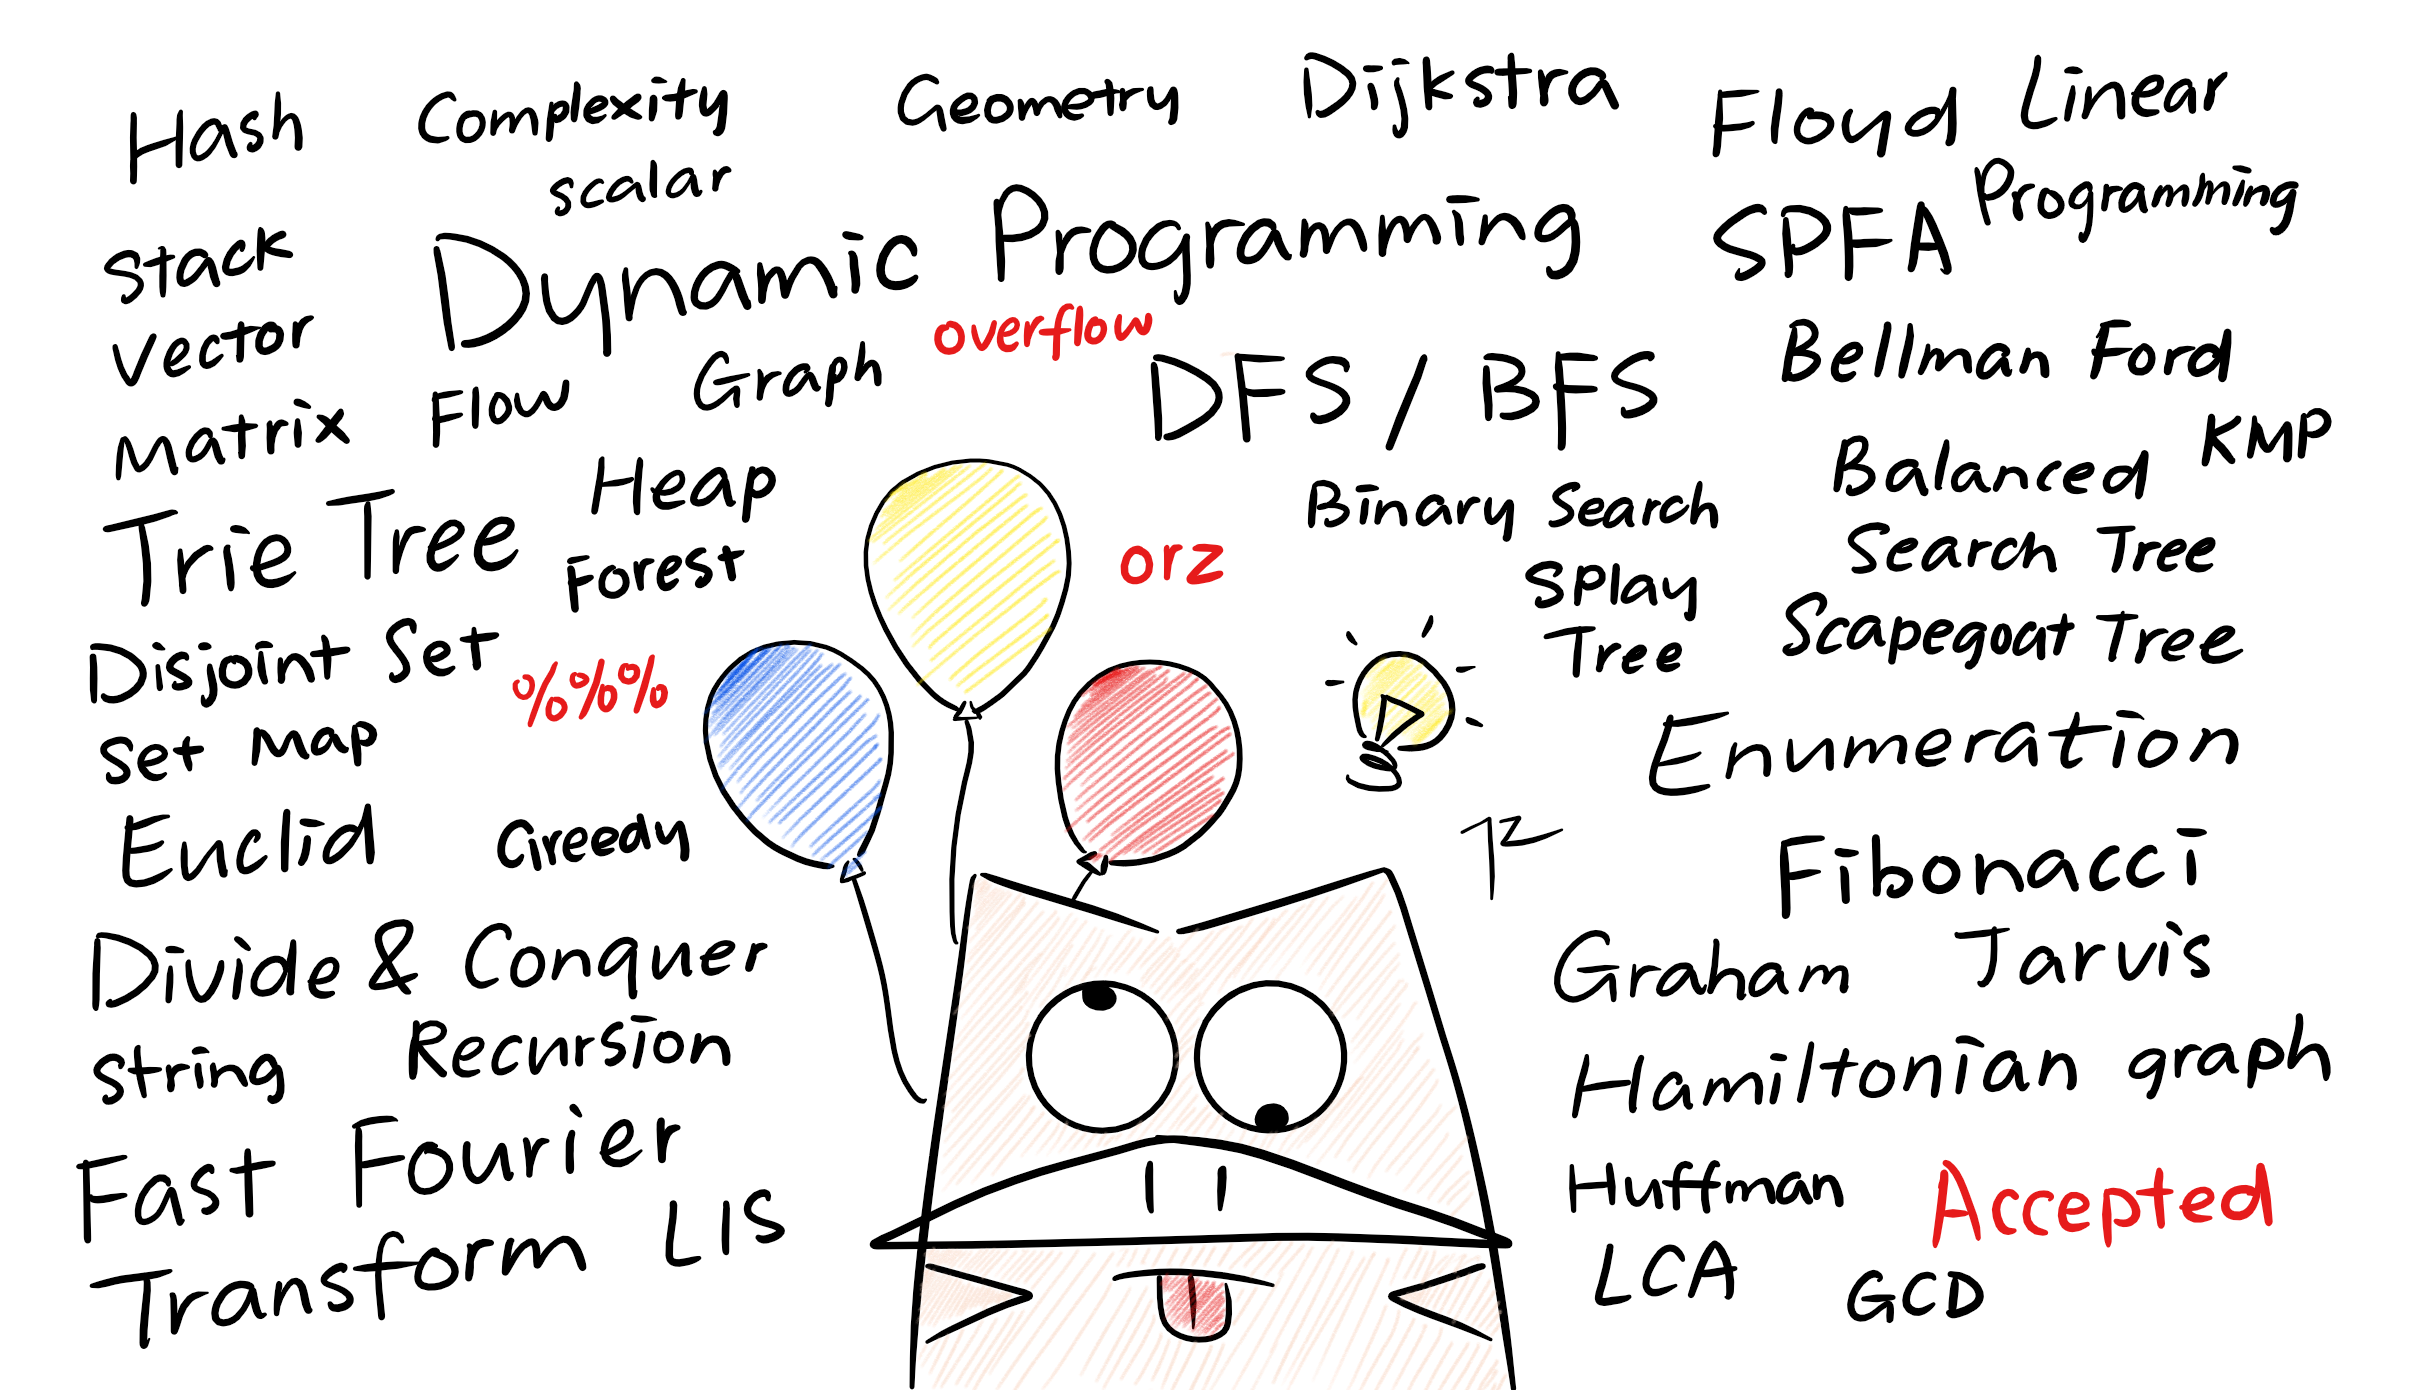 Hash
Complexity
Geometry
Dijkstra
Floyd
Linear
Programming
scalar
Stack
Dynamic Programming
SPFA
Vector
overflow
Graph
DFS / BFS
Bellman Ford
Matrix
Flow
KMP
Heap
Binary Search
Balanced
Search Tree
Trie Tree
Forest
orz
Splay
Tree
Scapegoat Tree
Disjoint Set
%%%
Set Map
Enumeration
Euclid
Greedy
Fibonacci
Divide & Conquer
Graham
Jarvis
String
Recursion
Hamiltonian graph
Fast Fourier
Transform
LIS
Huffman
Accepted
LCA
GCD